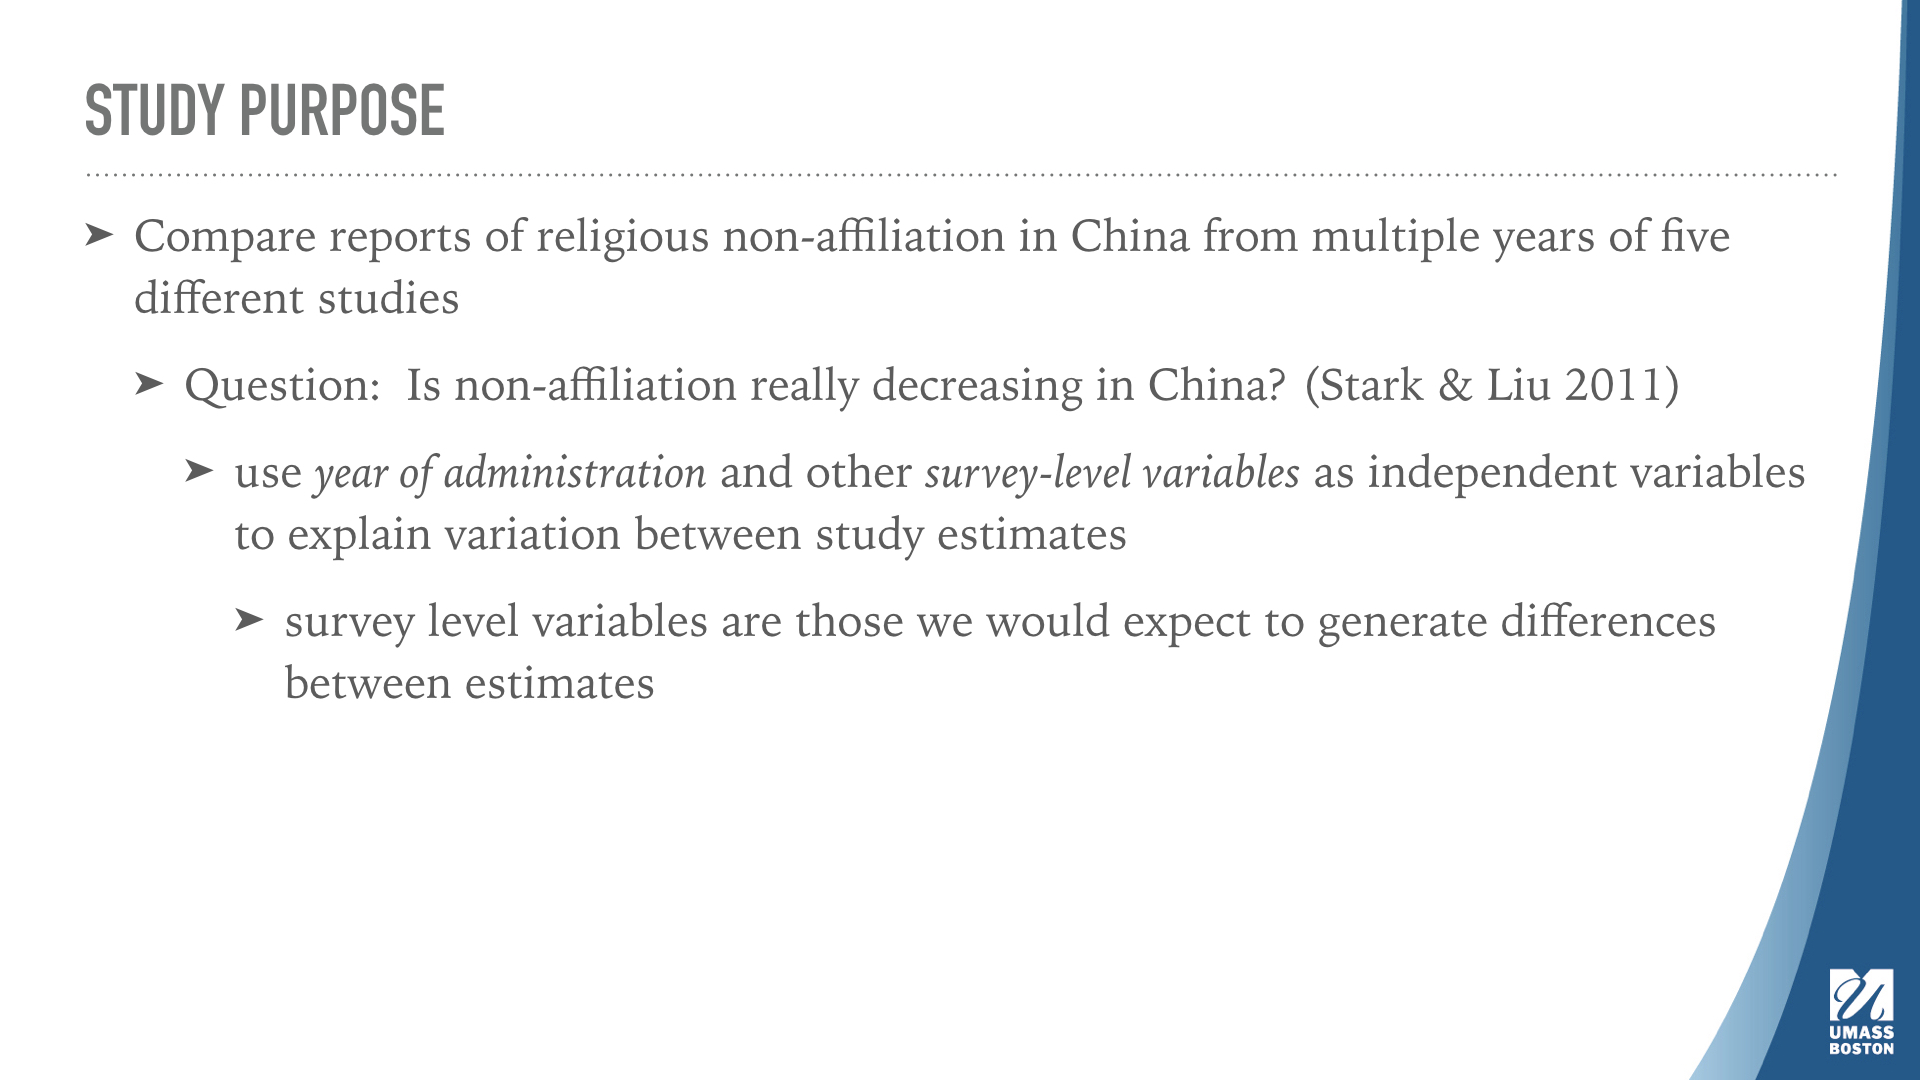 STUDY PURPOSE
➤ Compare reports of religious non-affiliation in China from multiple years of five
different studies
➤ Question:  Is non-affiliation really decreasing in China? (Stark & Liu 2011)
➤ use year of administration and other survey-level variables as independent variables
to explain variation between study estimates
➤ survey level variables are those we would expect to generate differences
between estimates
UMASS
BOSTON